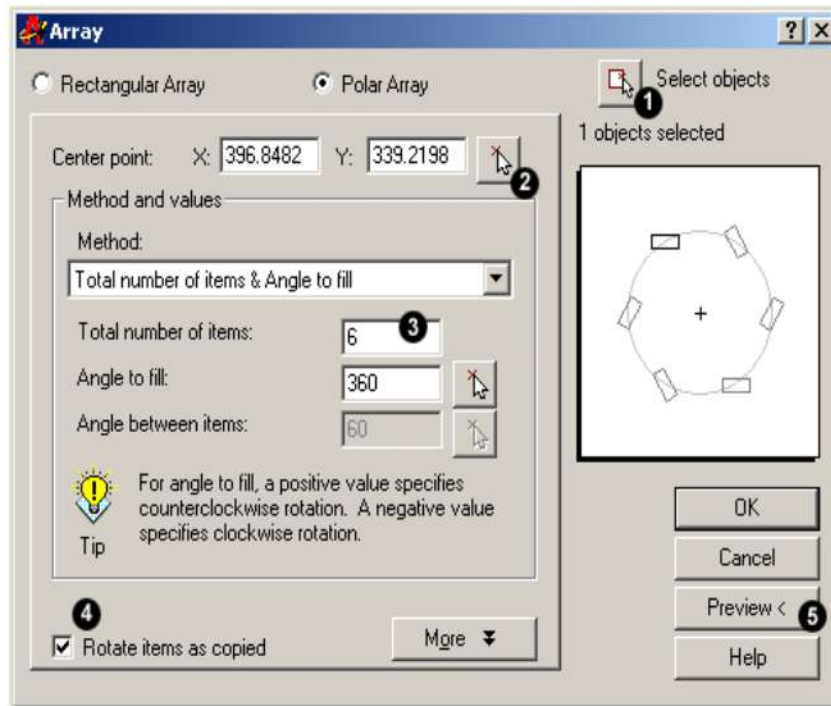 Array
Rectangular Array
Polar Array
Select objects
1
1 objects selected
Center point: X: 396.8482 Y: 339.2198
2
Method and values
Method:
Total number of items & Angle to fill
Total number of items: 6
3
Angle to fill: 360
Angle between items: 60
For angle to fill, a positive value specifies
counterclockwise rotation. A negative value
specifies clockwise rotation.
Tip
4
Rotate items as copied
More
OK
Cancel
Preview <
5
Help